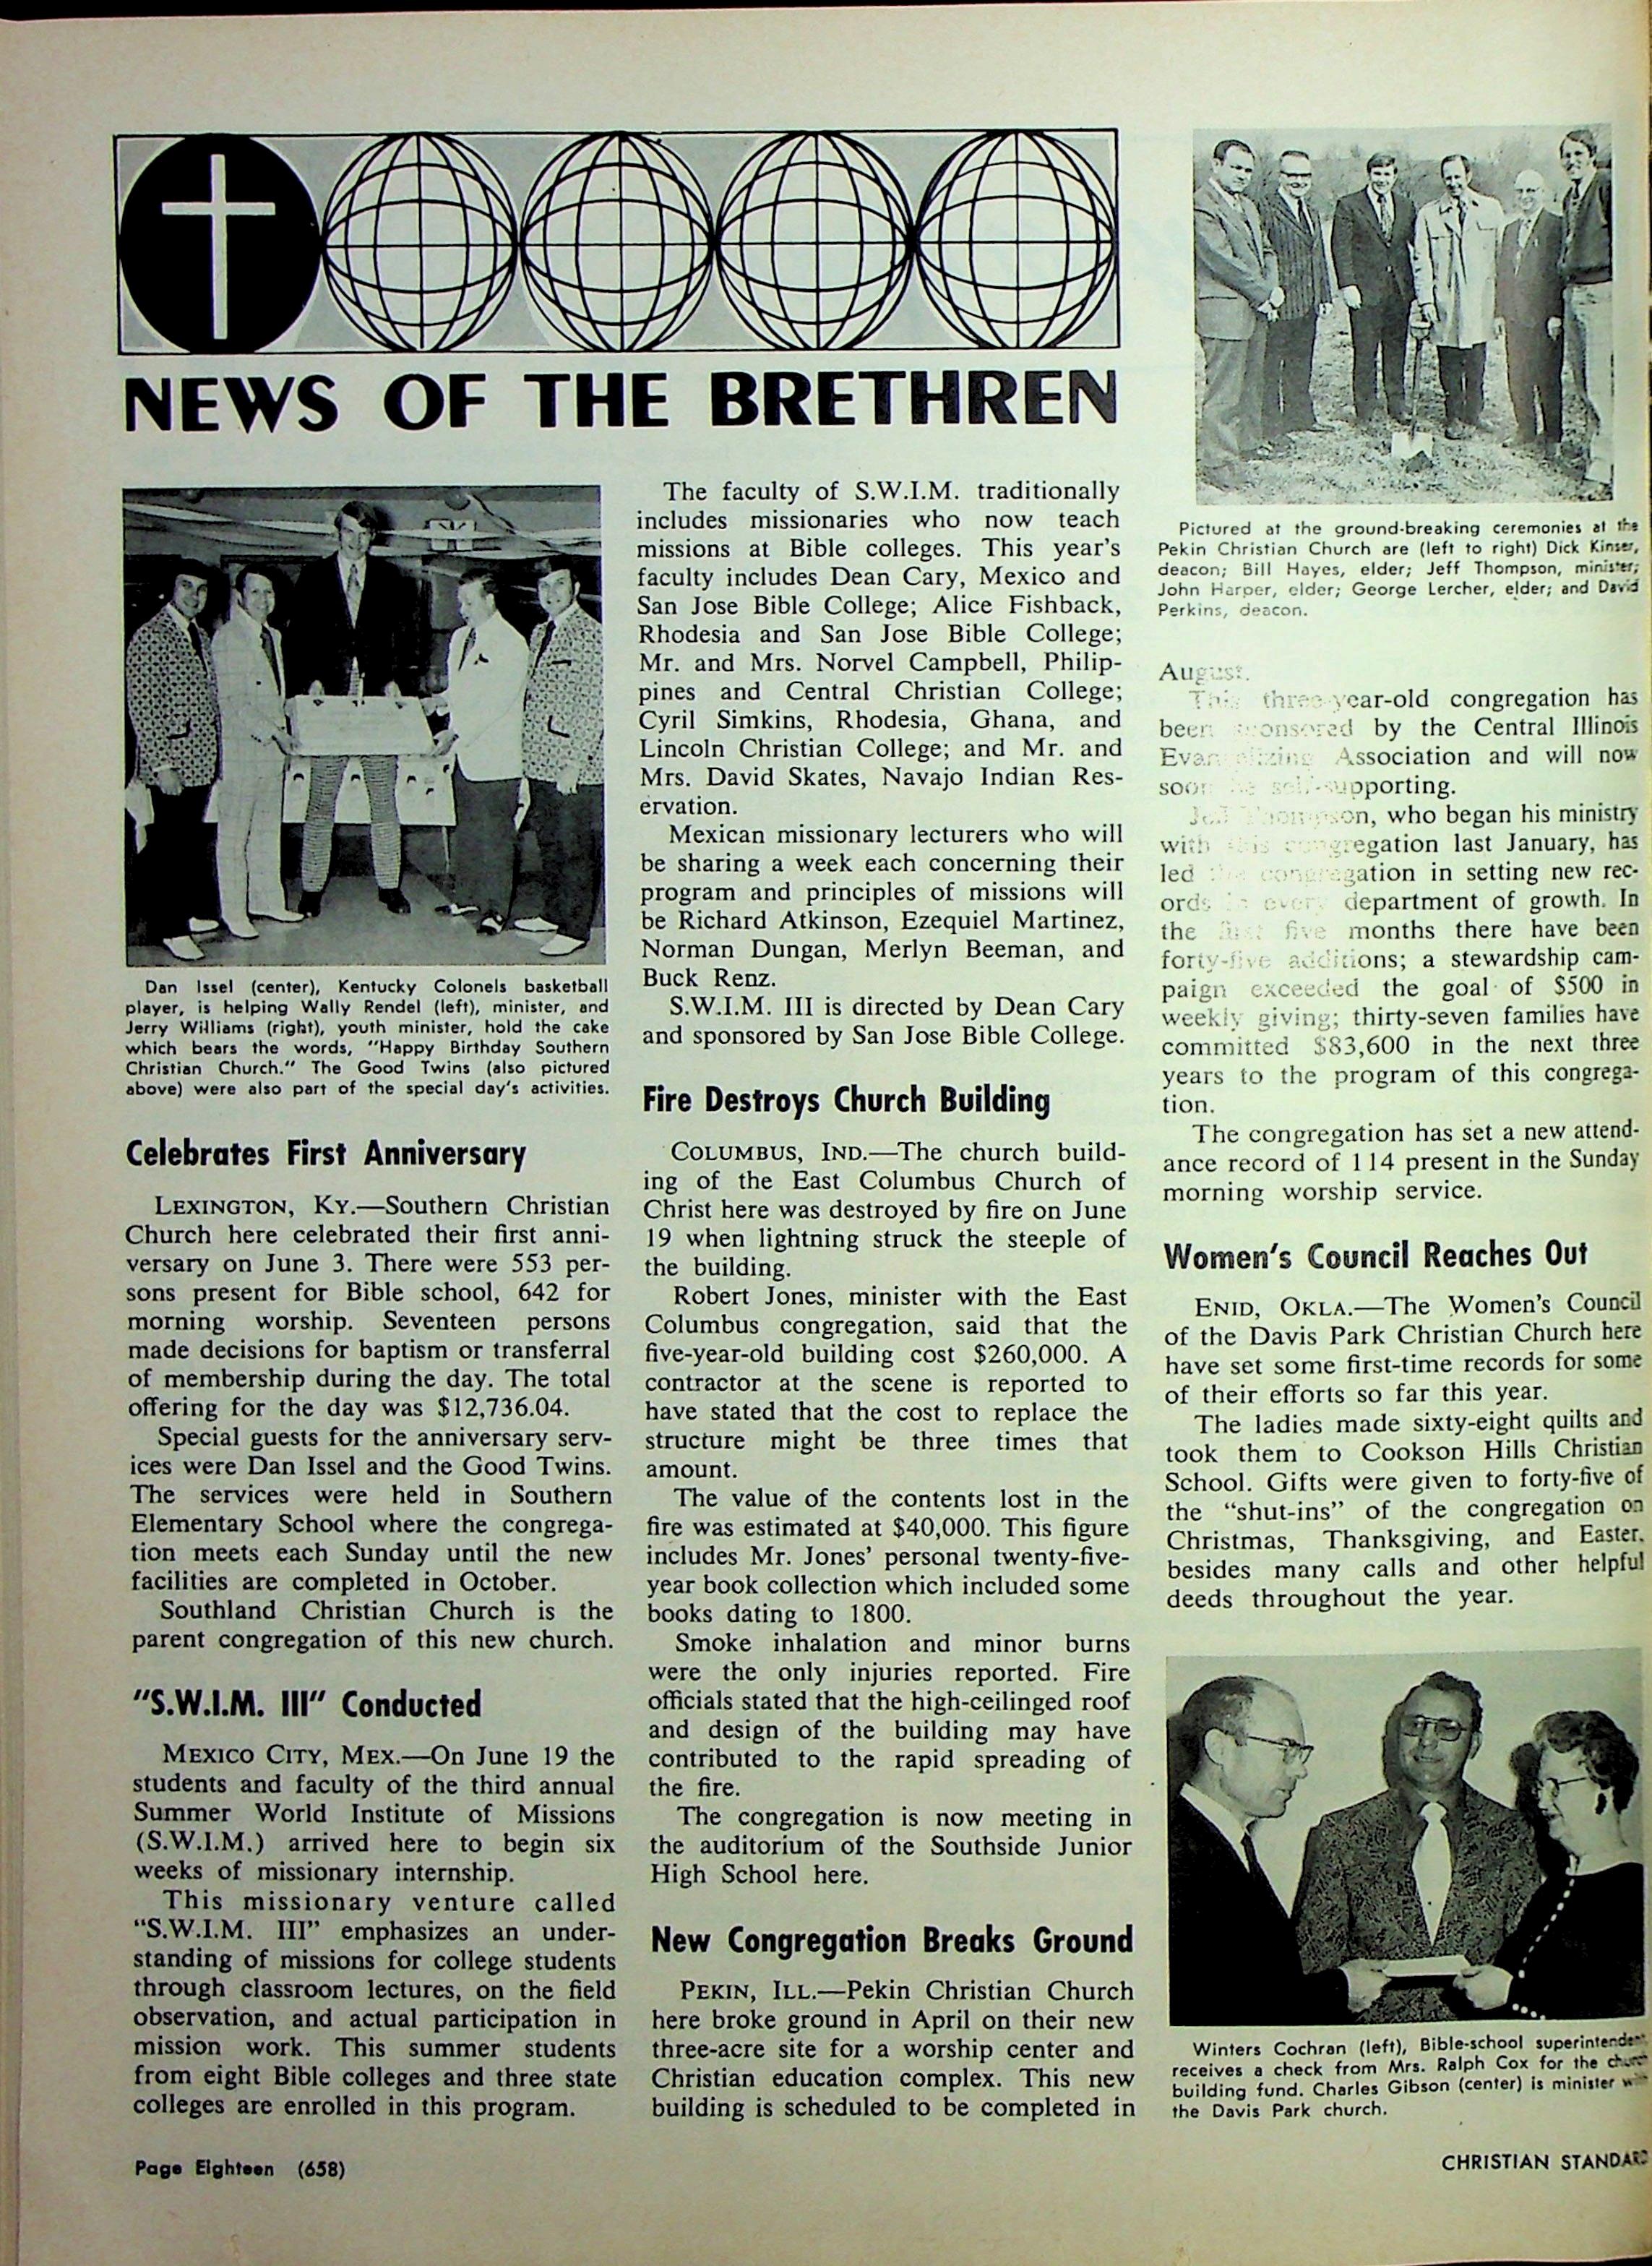 NEWS OF THE BRETHREN
Dan Issel (center), Kentucky Colonels basketball
player, is helping Wally Rendel (left), minister, and
Jerry Williams (right), youth minister, hold the cake
which bears the words, "Happy Birthday Southern
Christian Church." The Good Twins (also pictured
above) were also part of the special day's activities.
Celebrates First Anniversary
LEXINGTON, KY.—Southern Christian
Church here celebrated their first anni-
versary on June 3. There were 553 per-
sons present for Bible school, 642 for
morning worship. Seventeen persons
made decisions for baptism or transferral
of membership during the day. The total
offering for the day was $12,736.04.
Special guests for the anniversary serv-
ices were Dan Issel and the Good Twins.
The services were held in Southern
Elementary School where the congrega-
tion meets each Sunday until the new
facilities are completed in October.
Southland Christian Church is the
parent congregation of this new church.
"S.W.I.M. III" Conducted
MEXICO CITY, MEX.—On June 19 the
students and faculty of the third annual
Summer World Institute of Missions
(S.W.I.M.) arrived here to begin six
weeks of missionary internship.
This missionary venture called
"S.W.I.M. III" emphasizes an under-
standing of missions for college students
through classroom lectures, on the field
observation, and actual participation in
mission work. This summer students
from eight Bible colleges and three state
colleges are enrolled in this program.
The faculty of S.W.I.M. traditionally
includes missionaries who now teach
missions at Bible colleges. This year's
faculty includes Dean Cary, Mexico and
San Jose Bible College; Alice Fishback,
Rhodesia and San Jose Bible College;
Mr. and Mrs. Norvel Campbell, Philip-
pines and Central Christian College;
Cyril Simkins, Rhodesia, Ghana, and
Lincoln Christian College; and Mr. and
Mrs. David Skates, Navajo Indian Res-
ervation.
Mexican missionary lecturers who will
be sharing a week each concerning their
program and principles of missions will
be Richard Atkinson, Ezequiel Martinez,
Norman Dungan, Merlyn Beeman, and
Buck Renz.
S.W.I.M. III is directed by Dean Cary
and sponsored by San Jose Bible College.
Fire Destroys Church Building
COLUMBUS, IND.—The church build-
ing of the East Columbus Church of
Christ here was destroyed by fire on June
19 when lightning struck the steeple of
the building.
Robert Jones, minister with the East
Columbus congregation, said that the
five-year-old building cost $260,000. A
contractor at the scene is reported to
have stated that the cost to replace the
structure might be three times that
amount.
The value of the contents lost in the
fire was estimated at $40,000. This figure
includes Mr. Jones' personal twenty-five-
year book collection which included some
books dating to 1800.
Smoke inhalation and minor burns
were the only injuries reported. Fire
officials stated that the high-ceilinged roof
and design of the building may have
contributed to the rapid spreading of
the fire.
The congregation is now meeting in
the auditorium of the Southside Junior
High School here.
New Congregation Breaks Ground
PEKIN, ILL.—Pekin Christian Church
here broke ground in April on their new
three-acre site for a worship center and
Christian education complex. This new
building is scheduled to be completed in
Pictured at the ground-breaking ceremonies at the
Pekin Christian Church are (left to right) Dick Kinser,
deacon; Bill Hayes, elder; Jeff Thompson, minister;
John Harper, elder; George Lercher, elder; and David
Perkins, deacon.
August.
This three-year-old congregation has
been sponsored by the Central Illinois
Evangelizing Association and will now
soon be self-supporting.
Jeff Thompson, who began his ministry
with this congregation last January, has
led the congregation in setting new rec-
ords in every department of growth. In
the first five months there have been
forty-five additions; a stewardship cam-
paign exceeded the goal of $500 in
weekly giving; thirty-seven families have
committed $83,600 in the next three
years to the program of this congrega-
tion.
The congregation has set a new attend-
ance record of 114 present in the Sunday
morning worship service.
Women's Council Reaches Out
ENID, OKLA.—The Women's Council
of the Davis Park Christian Church here
have set some first-time records for some
of their efforts so far this year.
The ladies made sixty-eight quilts and
took them to Cookson Hills Christian
School. Gifts were given to forty-five of
the "shut-ins" of the congregation on
Christmas, Thanksgiving, and Easter,
besides many calls and other helpful
deeds throughout the year.
Winters Cochran (left), Bible-school superintendent
receives a check from Mrs. Ralph Cox for the church
building fund. Charles Gibson (center) is minister with
the Davis Park church.
Page Eighteen (658)
CHRISTIAN STANDARD